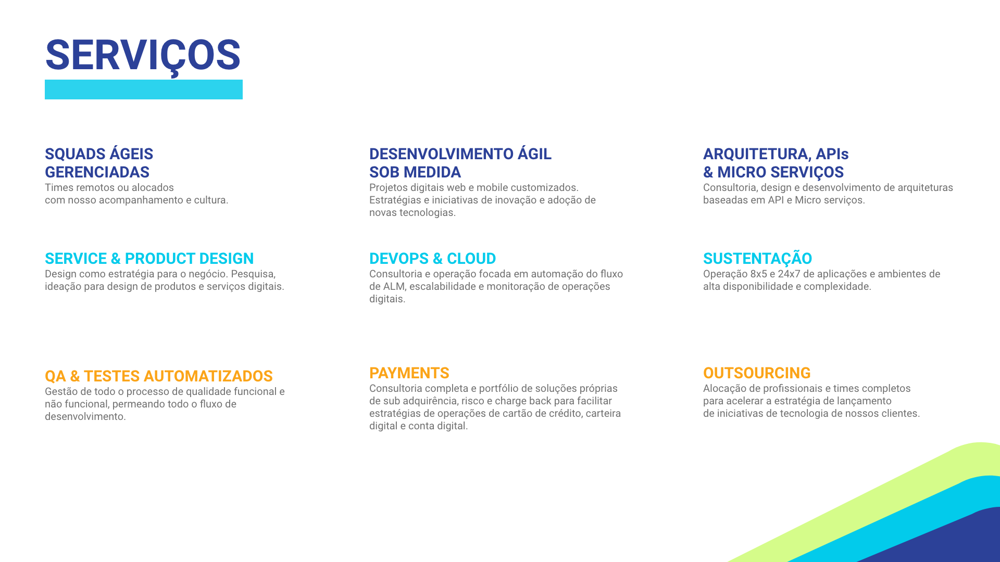 SERVIÇOS
SQUADS ÁGEIS
GERENCIADAS
Times remotos ou alocados
com nosso acompanhamento e cultura.
DESENVOLVIMENTO ÁGIL
SOB MEDIDA
Projetos digitais web e mobile customizados.
Estratégias e iniciativas de inovação e adoção de
novas tecnologias.
ARQUITETURA, APIs
& MICRO SERVIÇOS
Consultoria, design e desenvolvimento de arquiteturas
baseadas em API e Micro serviços.
SERVICE & PRODUCT DESIGN
Design como estratégia para o negócio. Pesquisa,
ideação para design de produtos e serviços digitais.
DEVOPS & CLOUD
Consultoria e operação focada em automação do fluxo
de ALM, escalabilidade e monitoração de operações
digitais.
SUSTENTAÇÃO
Operação 8x5 e 24x7 de aplicações e ambientes de
alta disponibilidade e complexidade.
QA & TESTES AUTOMATIZADOS
Gestão de todo o processo de qualidade funcional e
não funcional, permeando todo o fluxo de
desenvolvimento.
PAYMENTS
Consultoria completa e portfólio de soluções próprias
de sub adquirência, risco e charge back para facilitar
estratégias de operações de cartão de crédito, carteira
digital e conta digital.
OUTSOURCING
Alocação de profissionais e times completos
para acelerar a estratégia de lançamento
de iniciativas de tecnologia de nossos clientes.